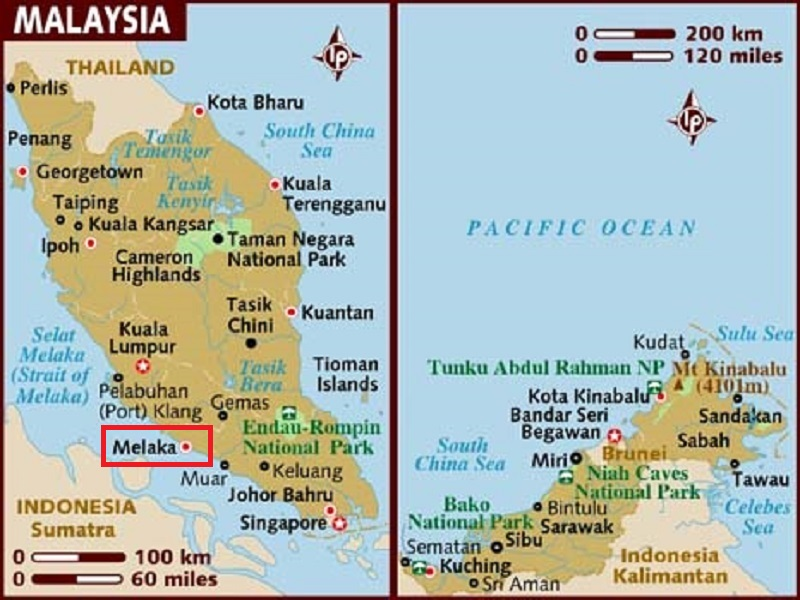 MALAYSIA
THAILAND
Perlis
Kota Bharu
Penang
Tasik
Temengor
South China
Sea
Georgetown
Tasik
Kenyir
Kuala
Terengganu
Taiping
Kuala Kangsar
Ipoh
Taman Negara
National Park
Cameron
Highlands
Tasik
Chini
Kuantan
Kuala
Lumpur
Selat
Melaka
(Strait of
Melaka)
Tioman
Islands
Tasik
Bera
Pelabuhan
(Port) Klang
Gemas
Endau-Rompin
National Park
Melaka
Muar
Keluang
Johor Bahru
Singapore
INDONESIA
Sumatra
0 100 km
0 60 miles
lp
0 200 km
0 120 miles
lp
PACIFIC OCEAN
Kudat
Sulu Sea
Tunku Abdul Rahman NP
Mt Kinabalu
(4101m)
Kota Kinabalu
Bandar Seri
Begawan
Sandakan
Sabah
South
China Sea
Brunei
Miri
Niah Caves
National Park
Tawau
Celebes
Sea
Bako
National Park
Bintulu
Sarawak
Sibu
Sematan
Kuching
Sri Aman
Indonesia
Kalimantan